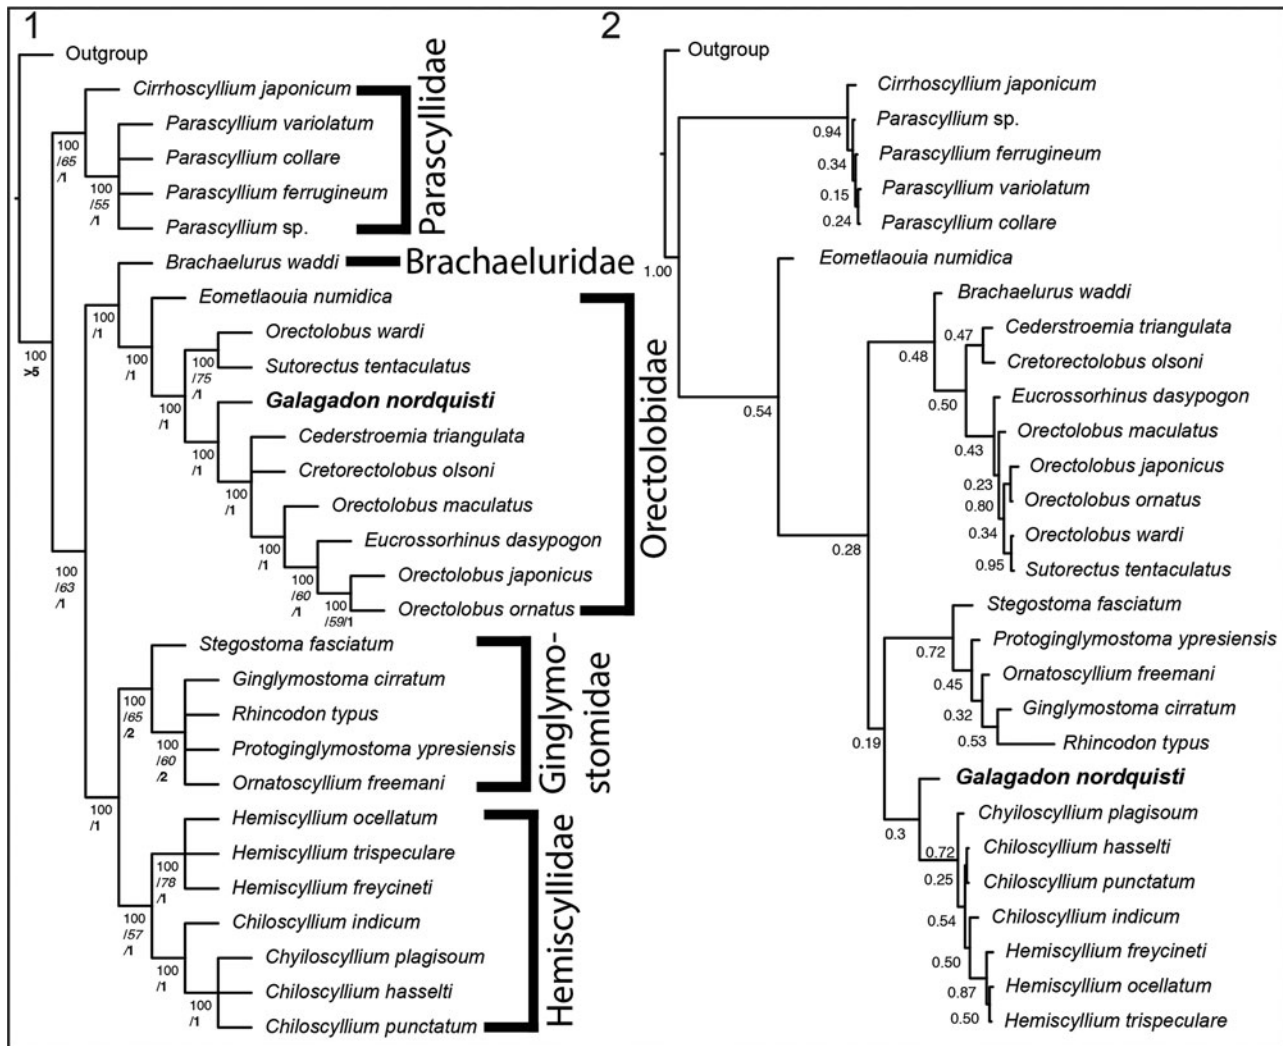 1
Outgroup
Cirrhoscyllium japonicum
Parascyllium variolatum
Parascyllium collare
Parascyllium ferrugineum
Parascyllium sp.
Parascyllidae
100
/65
/1
100
/55
/1
Brachaelurus waddi
Brachaeluridae
Eometlaouia numidica
Orectolobus wardi
Sutorectus tentaculatus
Galagadon nordquisti
Cederstroemia triangulata
Cretorectolobus olsoni
Orectolobus maculatus
Eucrossorhinus dasypogon
Orectolobus japonicus
Orectolobus ornatus
Orectolobidae
100
>5
100
/1
100
/1
100
/75
/1
100
/1
100
/1
100
/1
100
/1
100
/60
/1
100
/59/1
100
/63
/1
Stegostoma fasciatum
Ginglymostoma cirratum
Rhincodon typus
Protoginglymostoma ypresiensis
Ornatoscyllium freemani
Ginglymo-
stomidae
100
/65
/2
100
/60
/2
100
/1
Hemiscyllium ocellatum
Hemiscyllium trispeculare
Hemiscyllium freycineti
Chiloscyllium indicum
Chyiloscyllium plagisoum
Chiloscyllium hasselti
Chiloscyllium punctatum
Hemiscyllidae
100
/78
/1
100
/57
/1
100
/1
100
/1
2
Outgroup
Cirrhoscyllium japonicum
Parascyllium sp.
0.94
Parascyllium ferrugineum
0.34
Parascyllium variolatum
0.15
Parascyllium collare
0.24
Eometlaouia numidica
1.00
Brachaelurus waddi
Cederstroemia triangulata
0.47
Cretorectolobus olsoni
0.48
Eucrossorhinus dasypogon
0.50
0.54
Orectolobus maculatus
0.43
Orectolobus japonicus
0.23
Orectolobus ornatus
0.80
Orectolobus wardi
0.34
0.28
Sutorectus tentaculatus
0.95
Stegostoma fasciatum
Protoginglymostoma ypresiensis
0.72
Ornatoscyllium freemani
0.45
Ginglymostoma cirratum
0.32
Rhincodon typus
0.19
0.53
Galagadon nordquisti
Chyiloscyllium plagisoum
0.3
Chiloscyllium hasselti
0.72
Chiloscyllium punctatum
0.25
Chiloscyllium indicum
0.54
Hemiscyllium freycineti
0.50
Hemiscyllium ocellatum
0.87
Hemiscyllium trispeculare
0.50